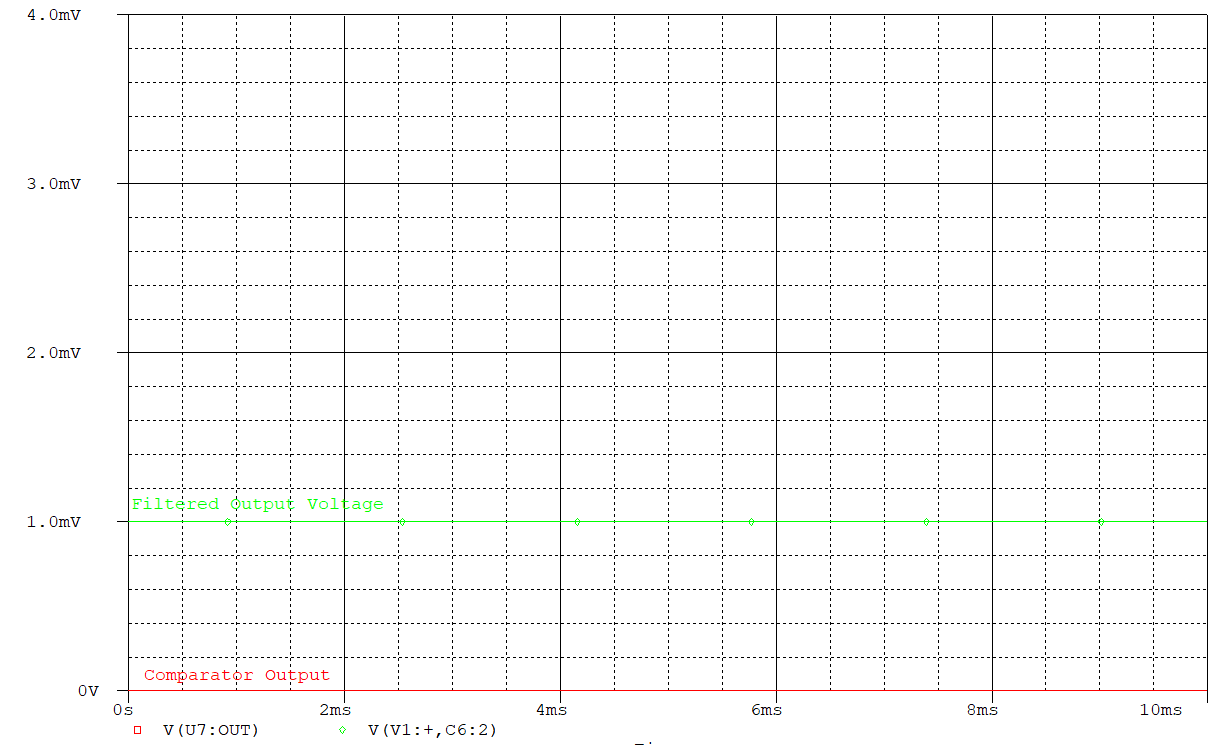 4.0mV
3.0mV
2.0mV
Filtered Output Voltage
1.0mV
Comparator Output
0V
0s 2ms 4ms 6ms 8ms 10ms
V(U7:OUT) V(V1:+,C6:2)